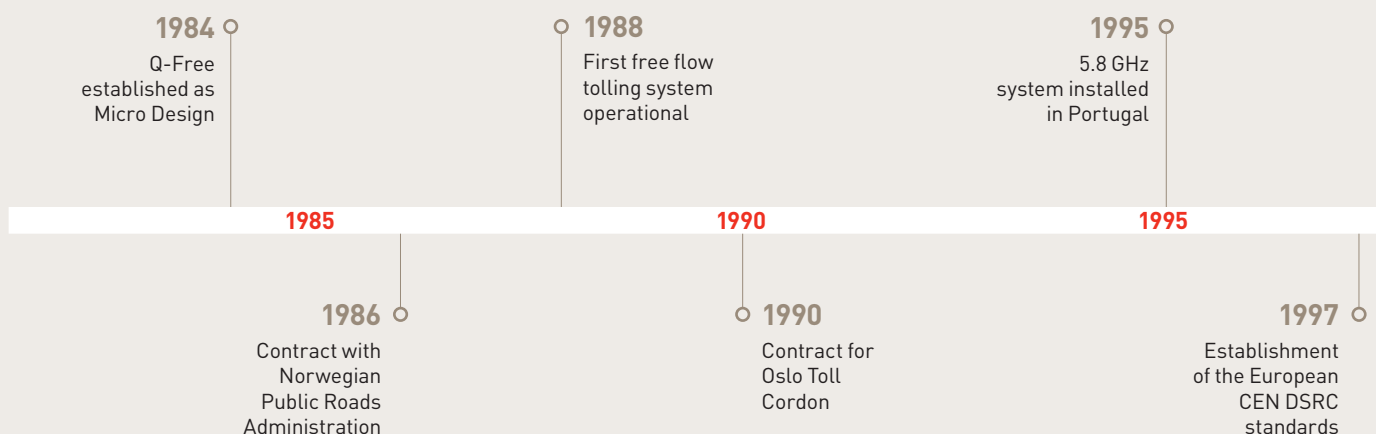 1984
Q-Free
established as
Micro Design
1988
First free flow
tolling system
operational
1995
5.8 GHz
system installed
in Portugal
1985
1990
1995
1986
Contract with
Norwegian
Public Roads
Administration
1990
Contract for
Oslo Toll
Cordon
1997
Establishment
of the European
CEN DSRC
standards